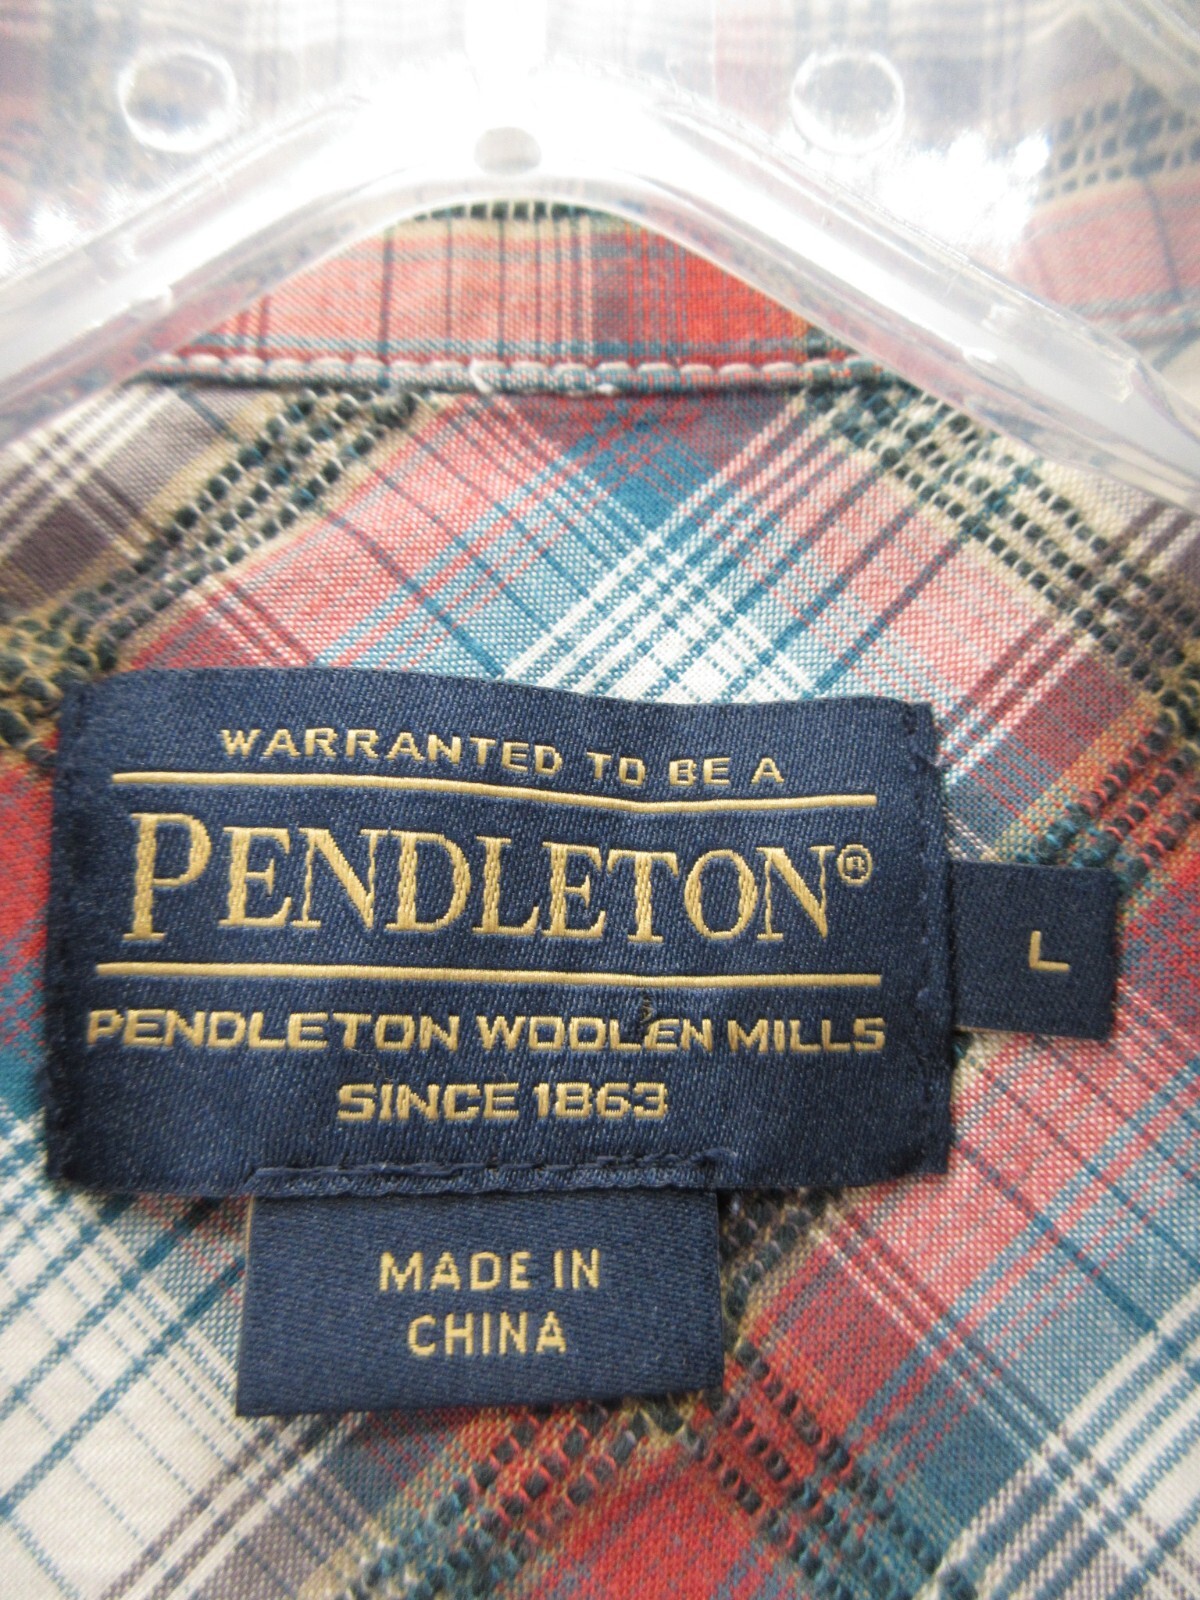 WARRANTED TO BE A
PENDLETON®
PENDLETON WOOLEN MILLS
SINCE 1863
L
MADE IN
CHINA